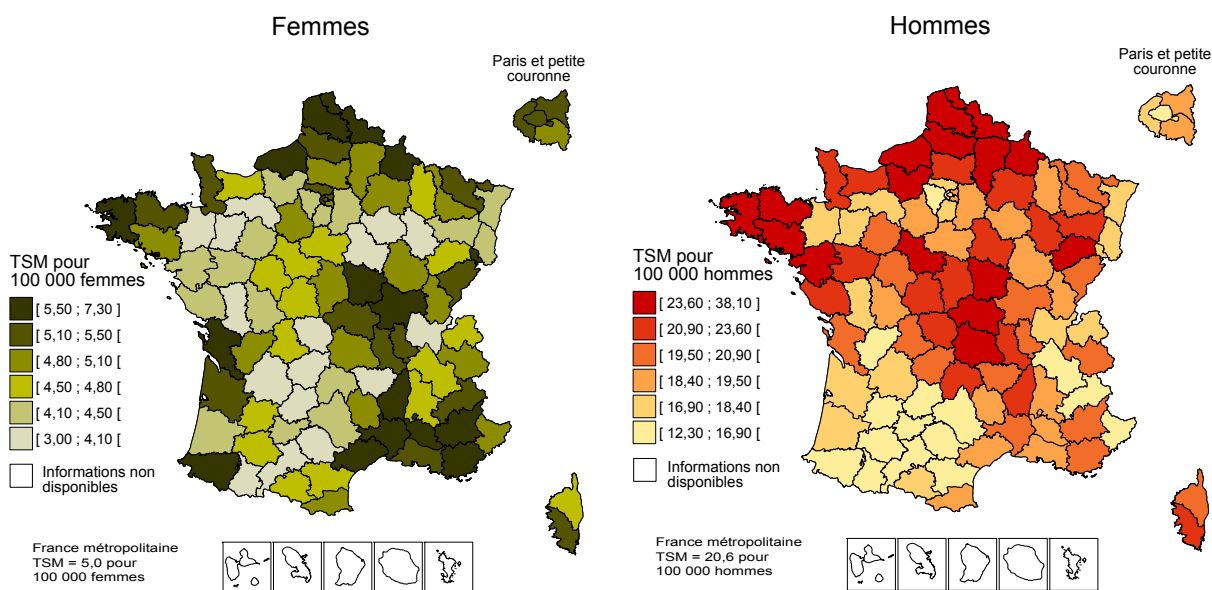 Femmes
Paris et petite
couronne
TSM pour
100 000 femmes
[ 5,50 ; 7,30 ]
[ 5,10 ; 5,50 [
[ 4,80 ; 5,10 [
[ 4,50 ; 4,80 [
[ 4,10 ; 4,50 [
[ 3,00 ; 4,10 [
Informations non
disponibles
France métropolitaine
TSM = 5,0 pour
100 000 femmes
Hommes
Paris et petite
couronne
TSM pour
100 000 hommes
[ 23,60 ; 38,10 ]
[ 20,90 ; 23,60 [
[ 19,50 ; 20,90 [
[ 18,40 ; 19,50 [
[ 16,90 ; 18,40 [
[ 12,30 ; 16,90 [
Informations non
disponibles
France métropolitaine
TSM = 20,6 pour
100 000 hommes